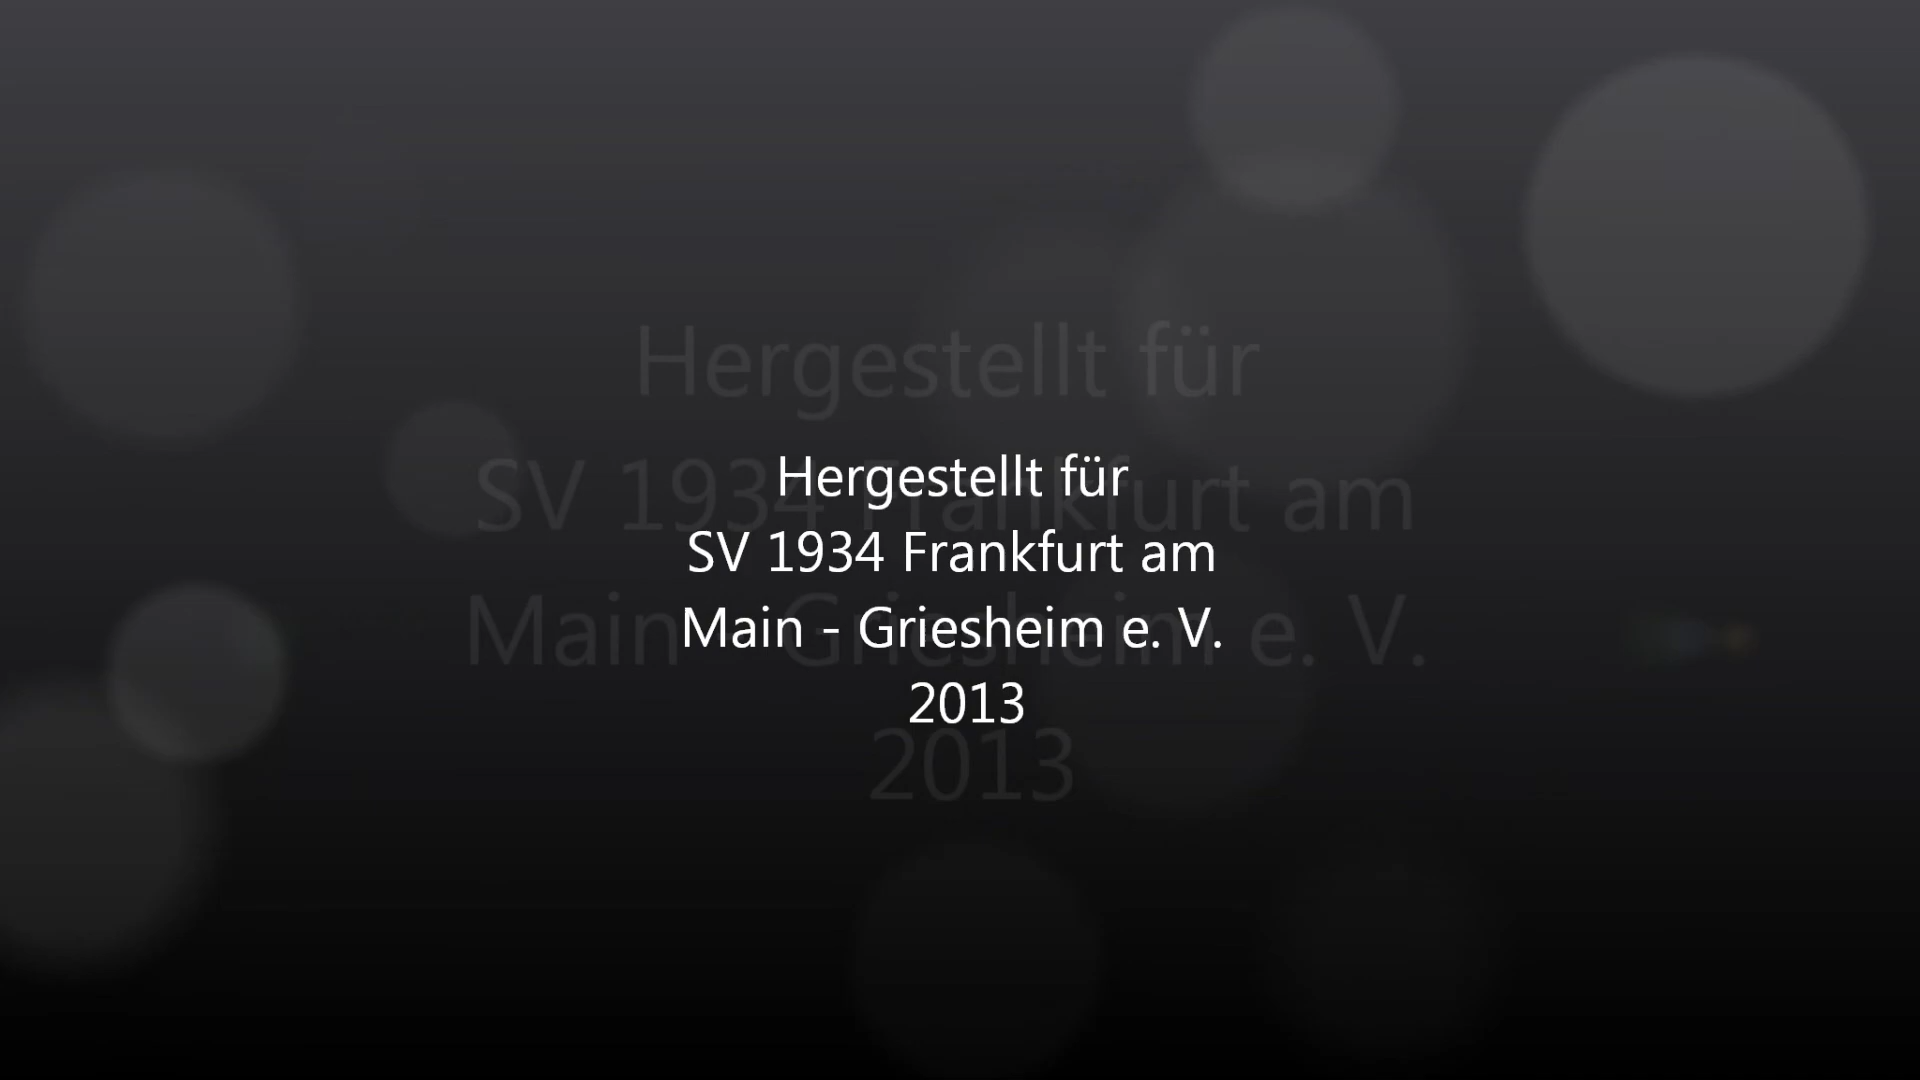 Hergestellt für
SV 1934 Frankfurt am
Main - Griesheim e. V.
2013